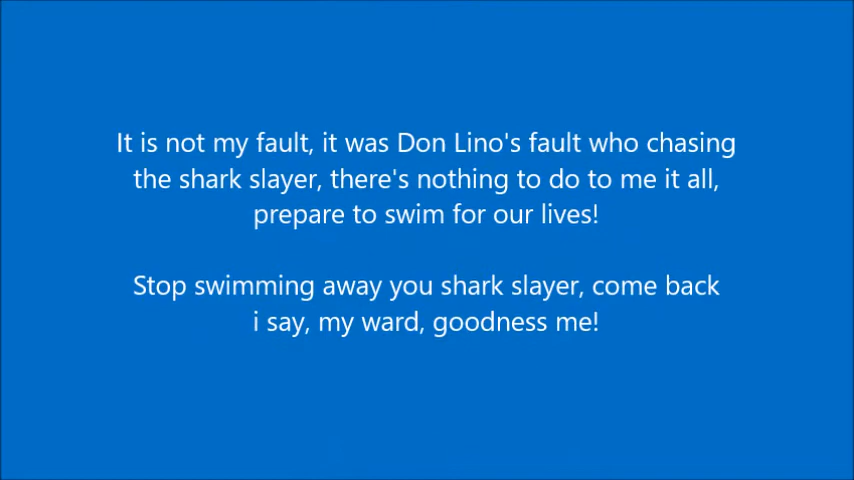 It is not my fault, it was Don Lino's fault who chasing
the shark slayer, there's nothing to do to me it all,
prepare to swim for our lives!
Stop swimming away you shark slayer, come back
i say, my ward, goodness me!